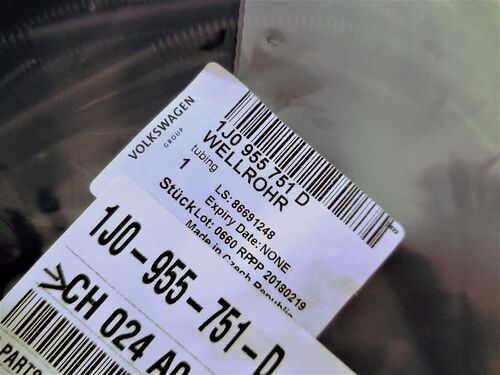 VOLKSWAGEN
GROUP
1J0 955 751 D
WELLROHR
tubing
1
Stück
LS: 86691248
Expiry Date: NONE
Lot: 0660 RPPP 20180219
Made in Czech Republic
1J0-955-751-D
>CH 024 A0
PARTS